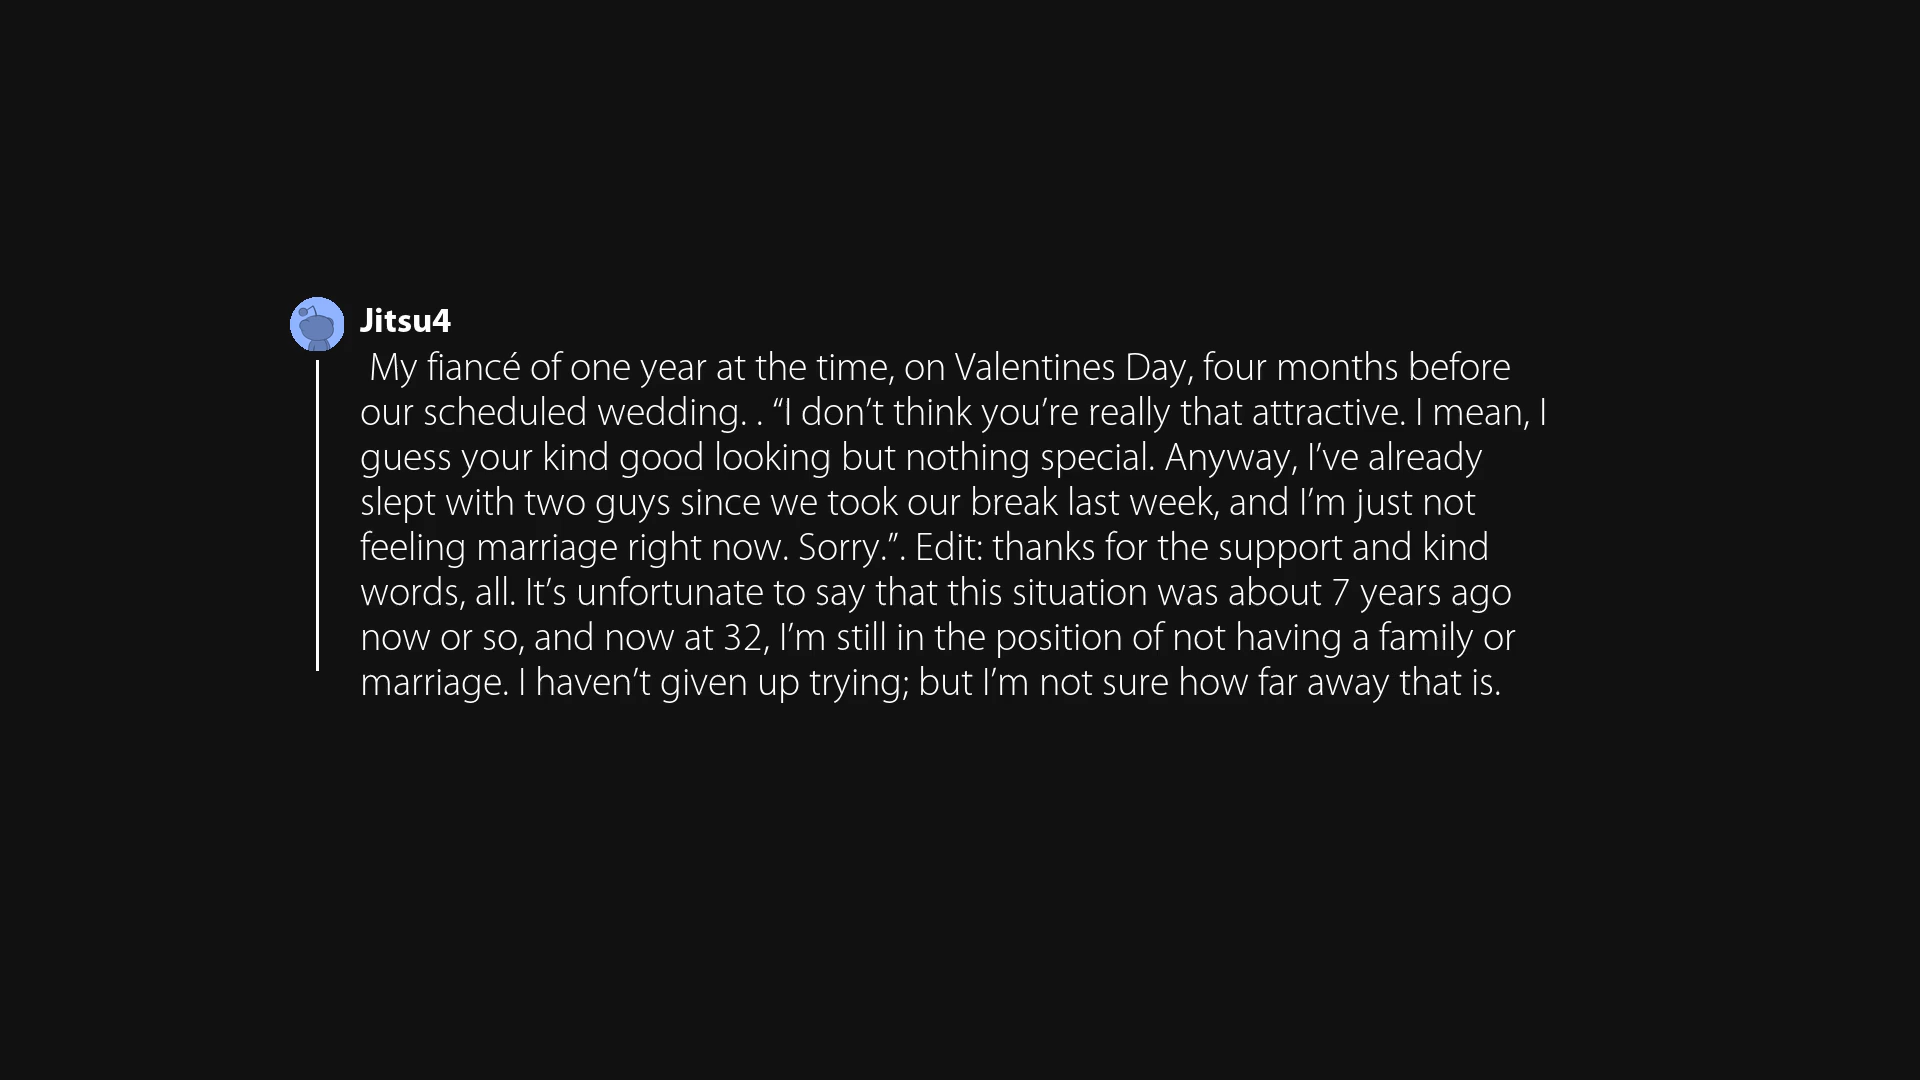 Jitsu4
My fiancé of one year at the time, on Valentines Day, four months before
our scheduled wedding. . “I don’t think you’re really that attractive. I mean, I
guess your kind good looking but nothing special. Anyway, I’ve already
slept with two guys since we took our break last week, and I’m just not
feeling marriage right now. Sorry.”. Edit: thanks for the support and kind
words, all. It’s unfortunate to say that this situation was about 7 years ago
now or so, and now at 32, I’m still in the position of not having a family or
marriage. I haven’t given up trying; but I’m not sure how far away that is.